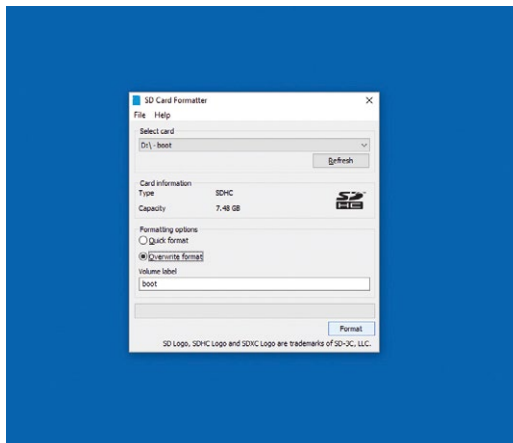 SD Card Formatter
File Help
Select card
D:\ - boot
Refresh
Card information
Type SDHC
Capacity 7.48 GB
SD HC
Formatting options
Quick format
Overwrite format
Volume label
boot
Format
SD Logo, SDHC Logo and SDXC Logo are trademarks of SD-3C, LLC.